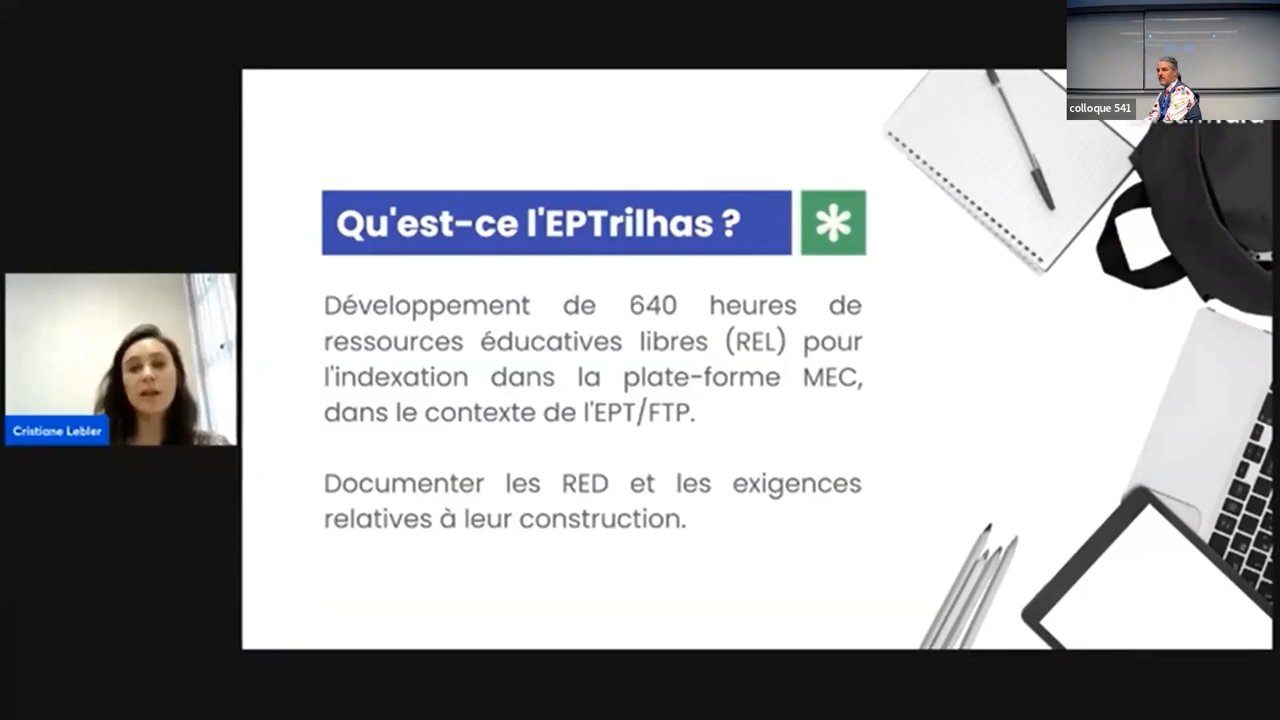 colloque 541
Qu'est-ce l'EPTrilhas ?
Développement de 640 heures de
ressources éducatives libres (REL) pour
l'indexation dans la plate-forme MEC,
dans le contexte de l'EPT/FTP.
Documenter les RED et les exigences
relatives à leur construction.
Cristiane Lebler